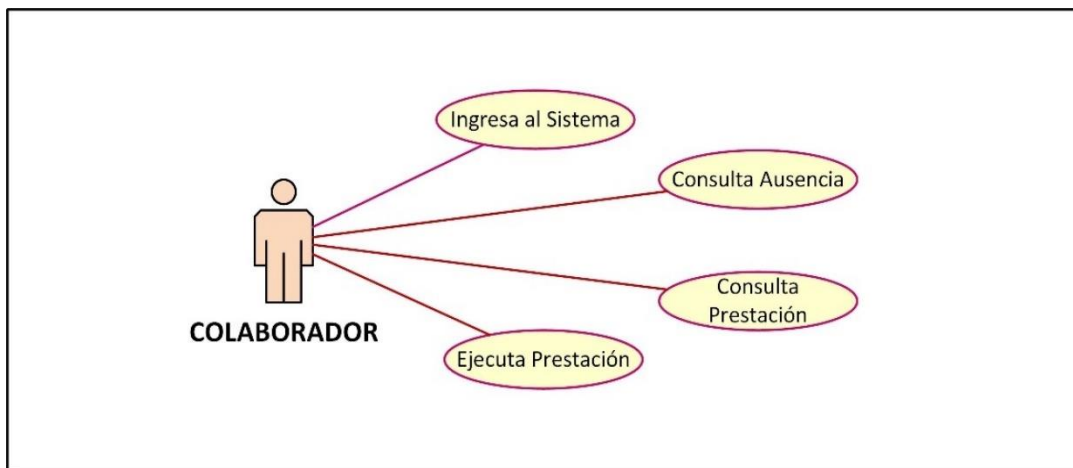 Ingresa al Sistema
Consulta Ausencia
Consulta
Prestación
COLABORADOR
Ejecuta Prestación